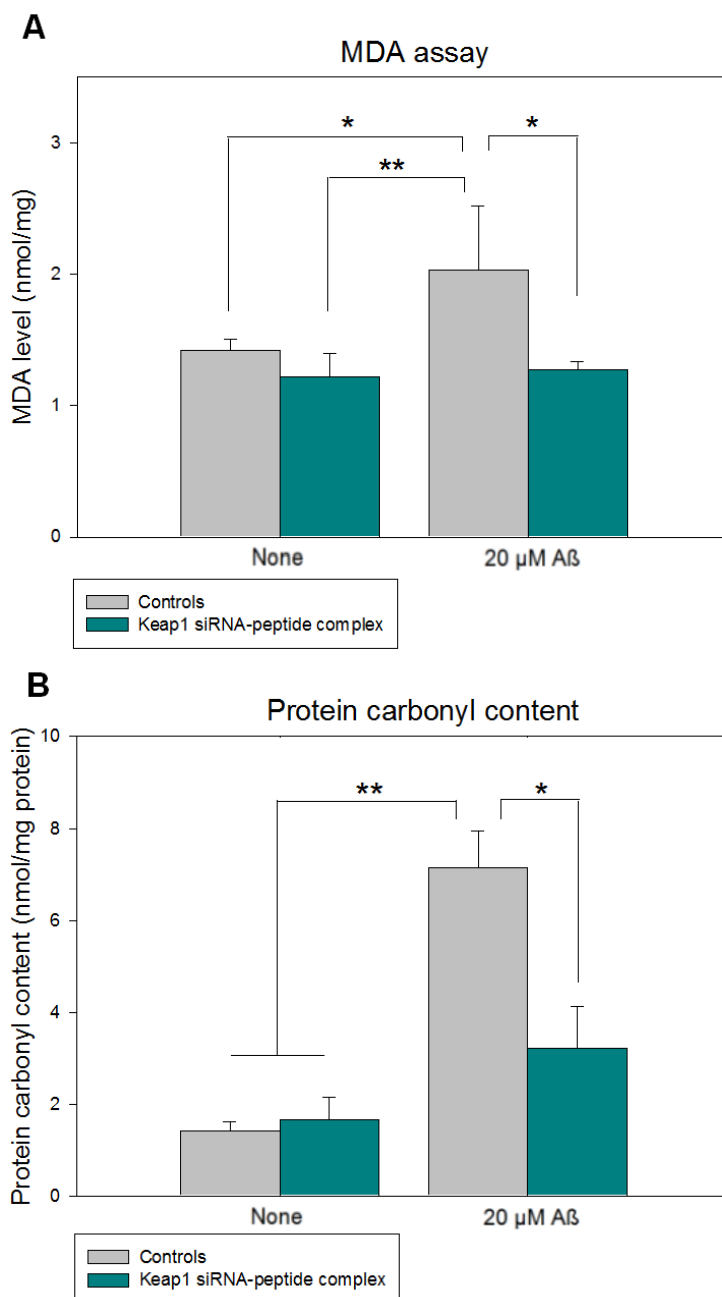 A
MDA assay
MDA level (nmol/mg)
3
2
1
0
*
*
**
None
20 µM Aß
Controls
Keap1 siRNA-peptide complex
B
Protein carbonyl content
Protein carbonyl content (nmol/mg protein)
10
8
6
4
2
0
**
*
None
20 µM Aß
Controls
Keap1 siRNA-peptide complex